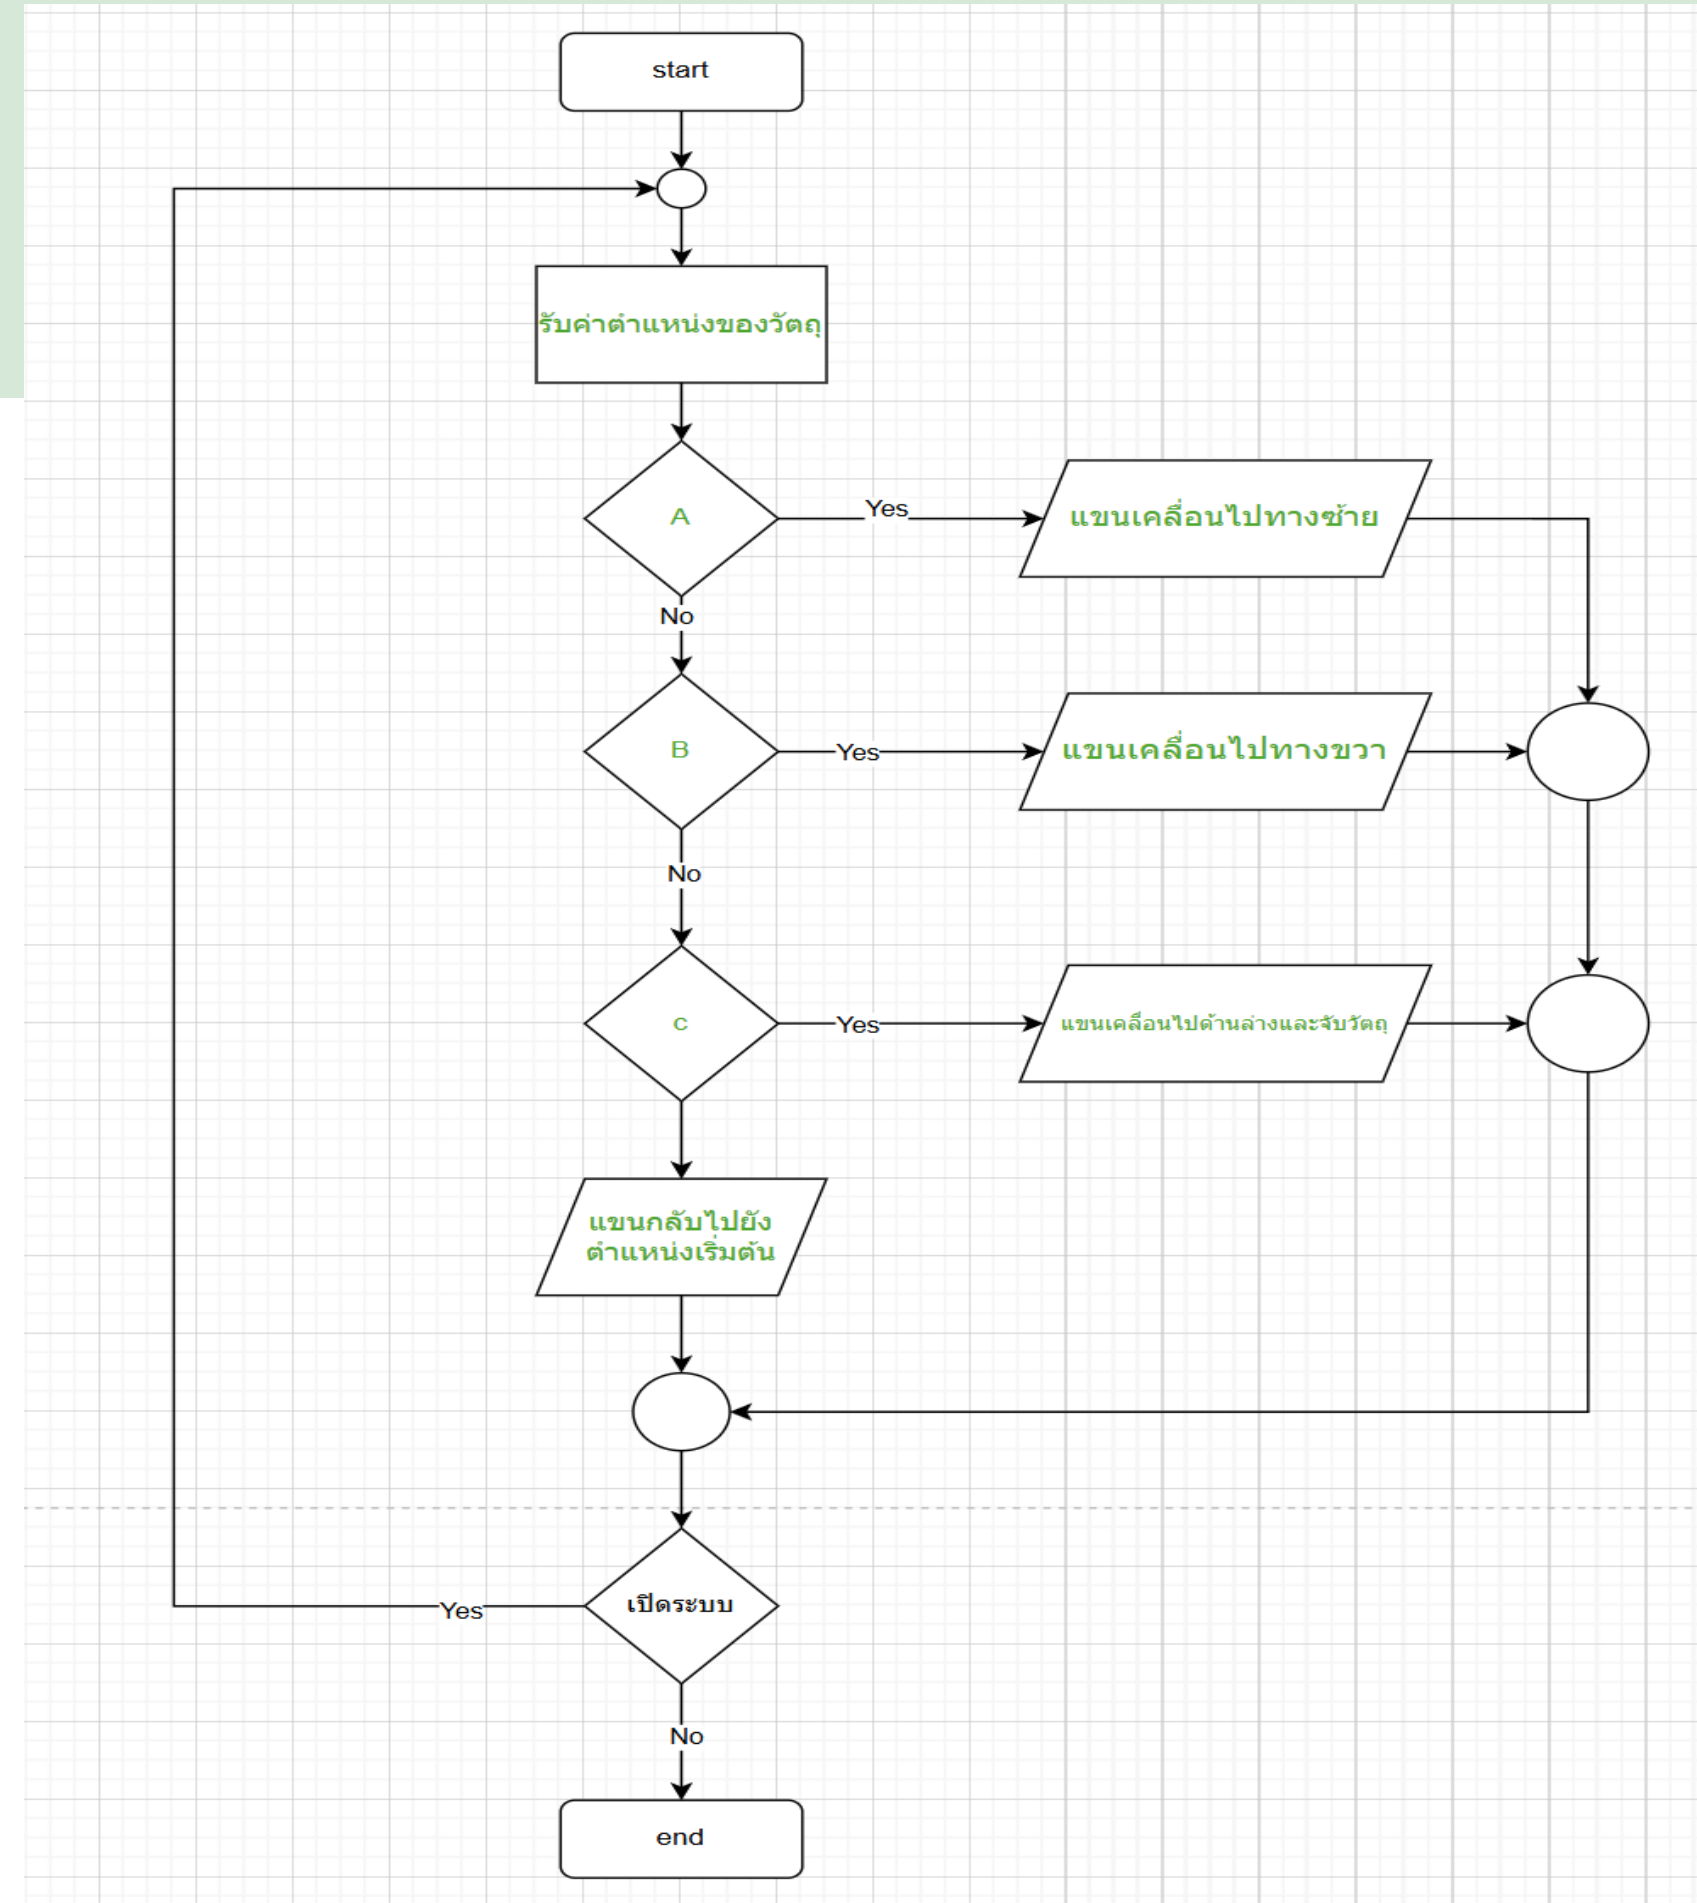 start
รับค่าตำแหน่งของวัตถุ
A
Yes
แขนเคลื่อนไปทางซ้าย
No
B
Yes
แขนเคลื่อนไปทางขวา
No
c
Yes
แขนเคลื่อนไปด้านล่างและจับวัตถุ
แขนกลับไปยัง
ตำแหน่งเริ่มต้น
เปิดระบบ
Yes
No
end